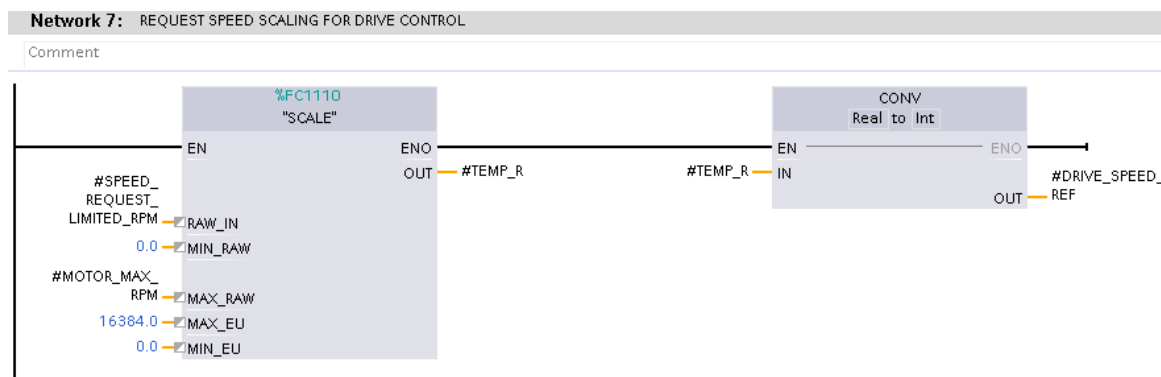 Network 7: REQUEST SPEED SCALING FOR DRIVE CONTROL
Comment
%FC1110
"SCALE"
EN
ENO
OUT
#TEMP_R
#SPEED_
REQUEST_
LIMITED_RPM
RAW_IN
0.0
MIN_RAW
#MOTOR_MAX_
RPM
MAX_RAW
16384.0
MAX_EU
0.0
MIN_EU
CONV
Real to Int
EN
ENO
#TEMP_R
IN
OUT
#DRIVE_SPEED_
REF